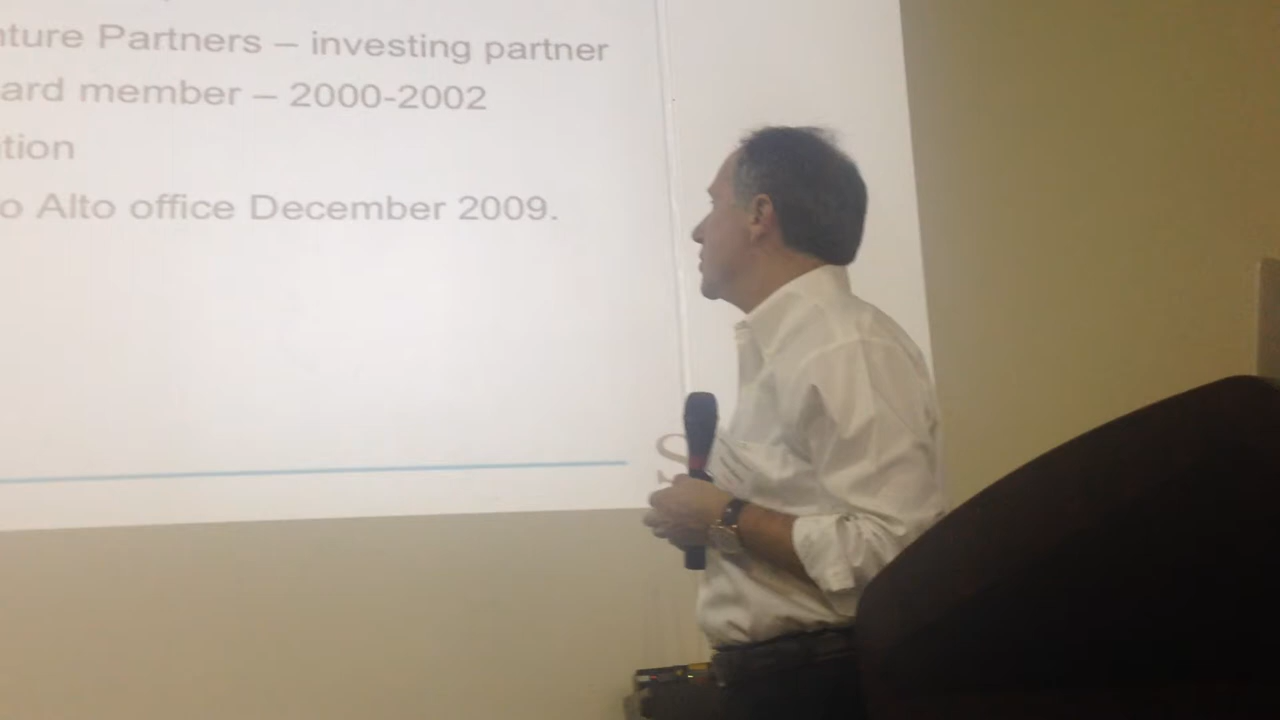 nture Partners – investing partner
ard member – 2000-2002
tion
o Alto office December 2009.
S